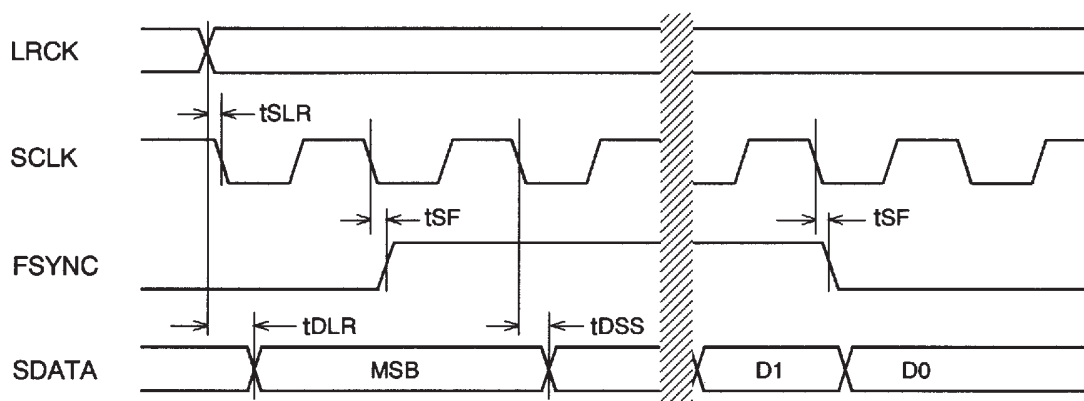 LRCK
tSLR
SCLK
tSF
tSF
FSYNC
tDLR
tDSS
SDATA
MSB
D1
D0